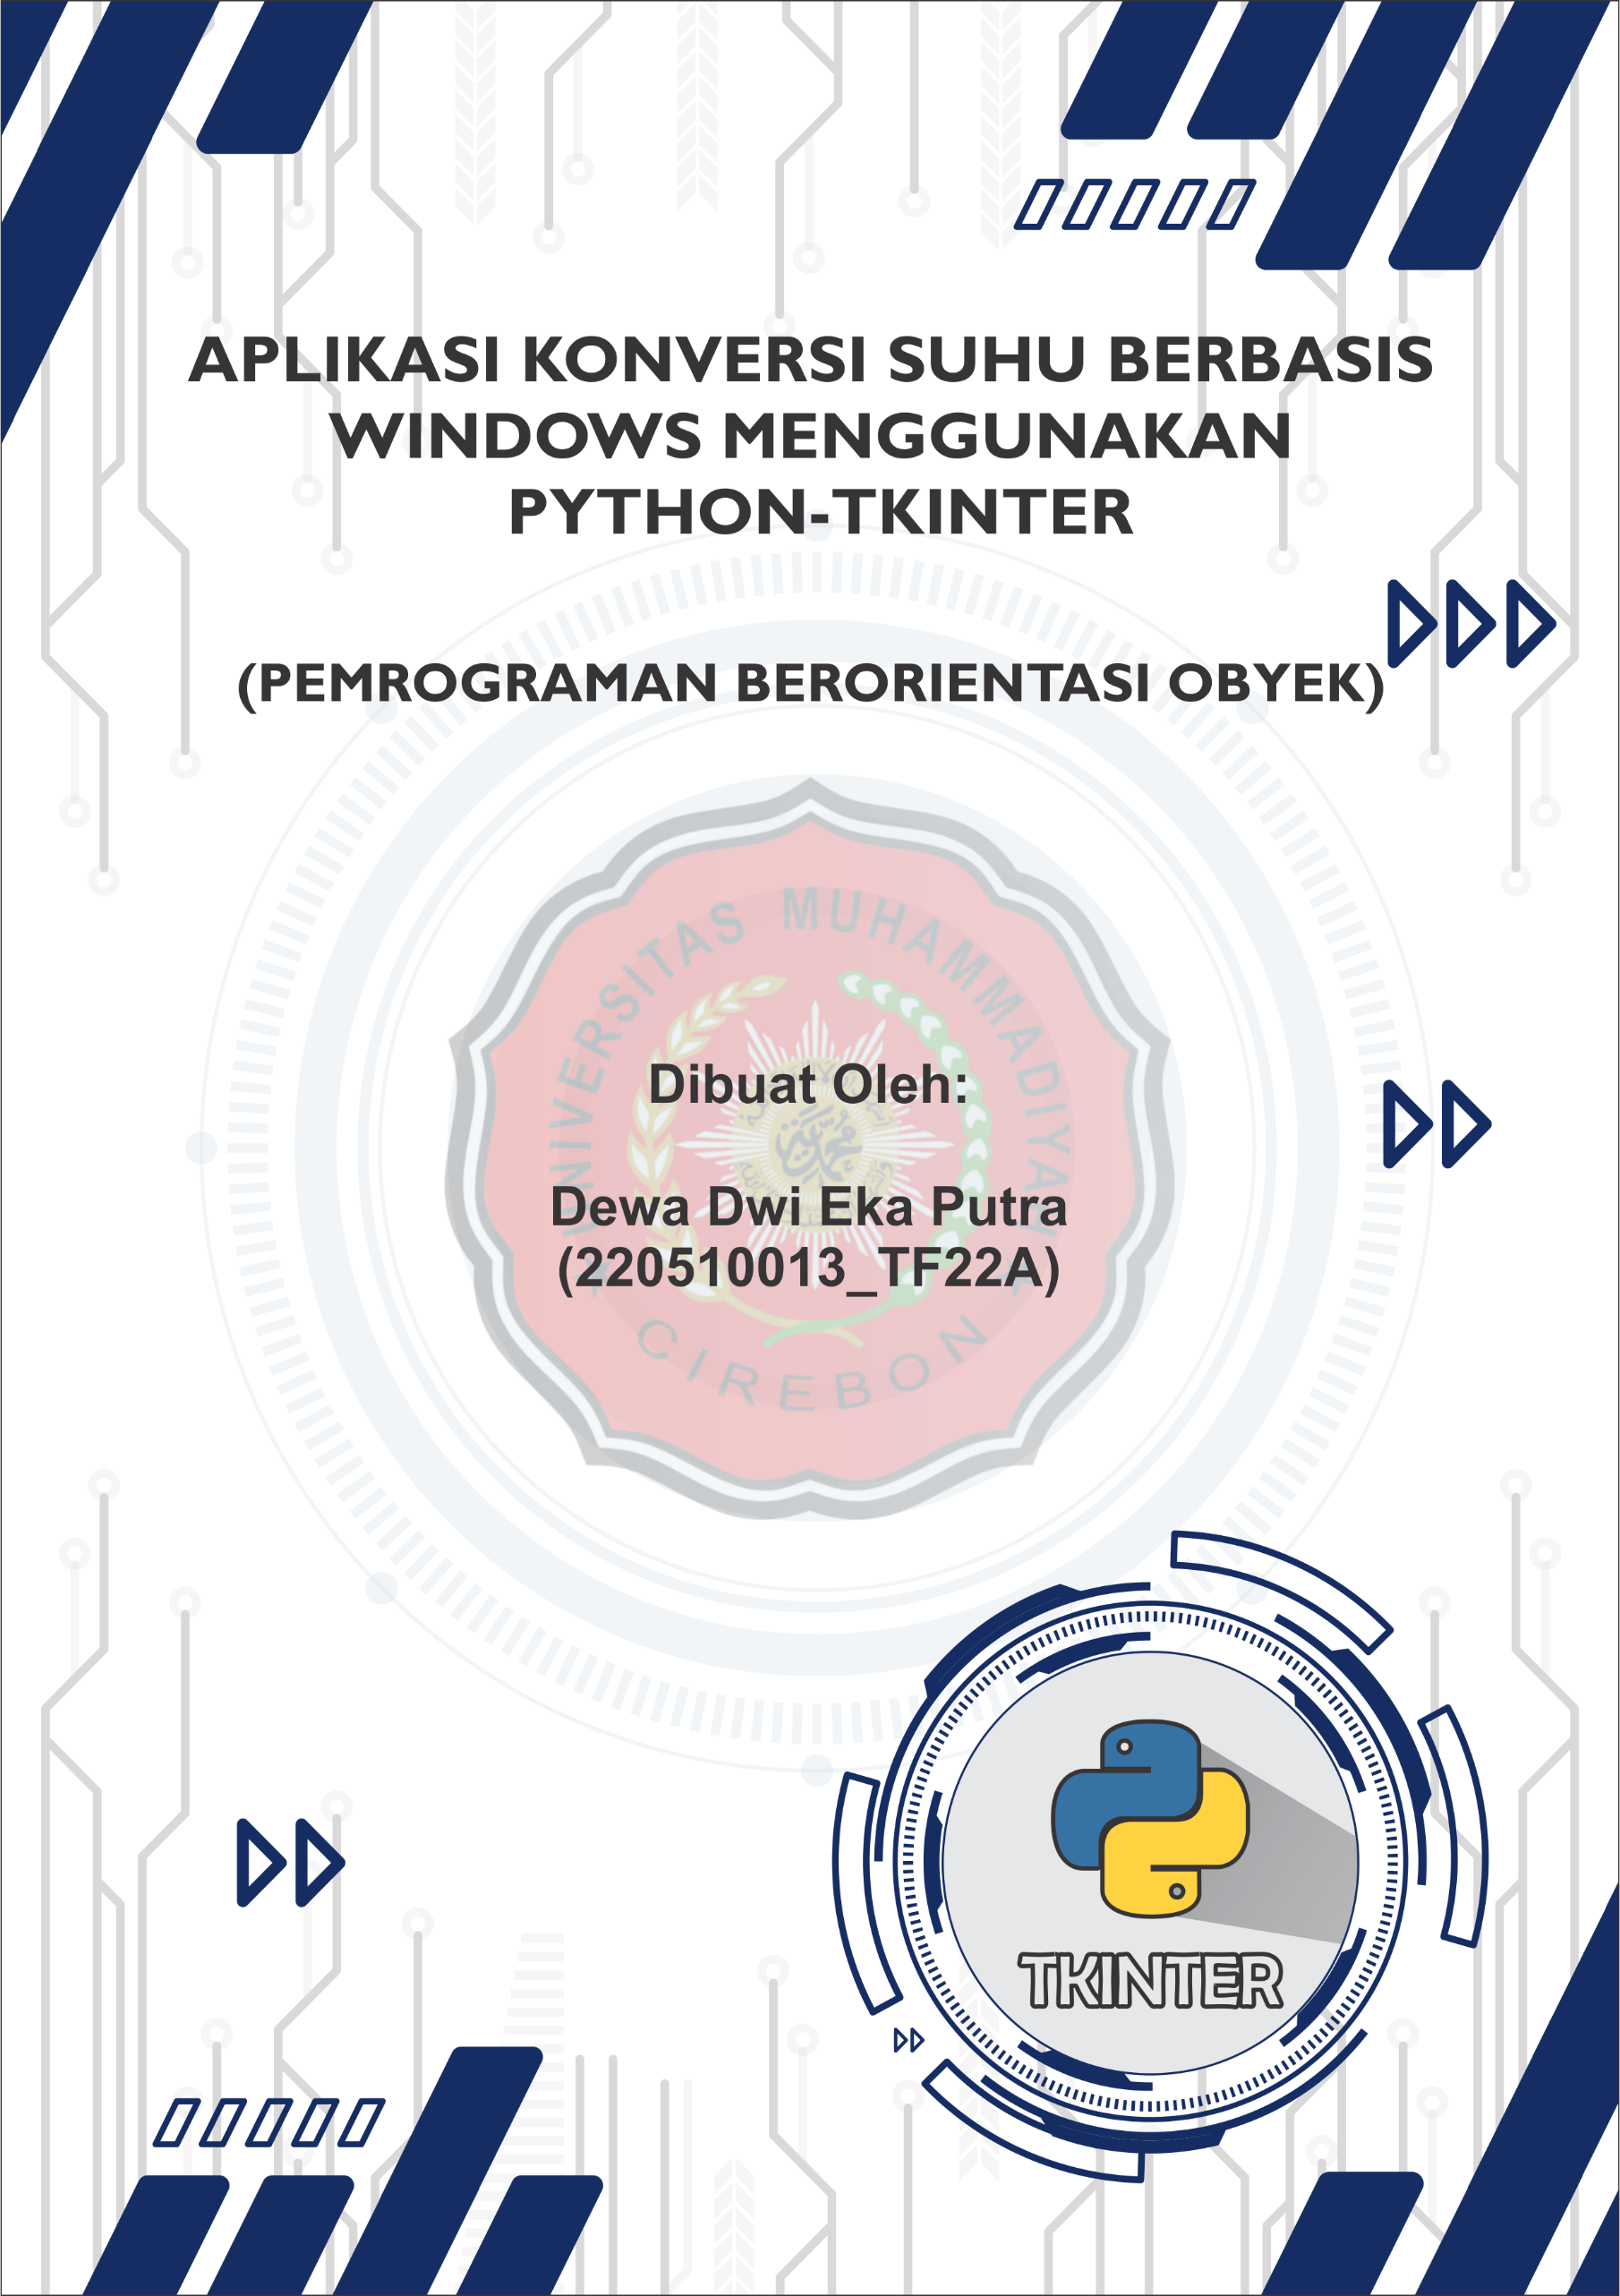 APLIKASI KONVERSI SUHU BERBASIS
WINDOWS MENGGUNAKAN
PYTHON-TKINTER
(PEMROGRAMAN BERORIENTASI OBYEK)
UNIVERSITAS MUHAMMADIYAH
Dibuat Oleh:
Dewa Dwi Eka Putra
(220510013_TF22A)
CIREBON
TKINTER